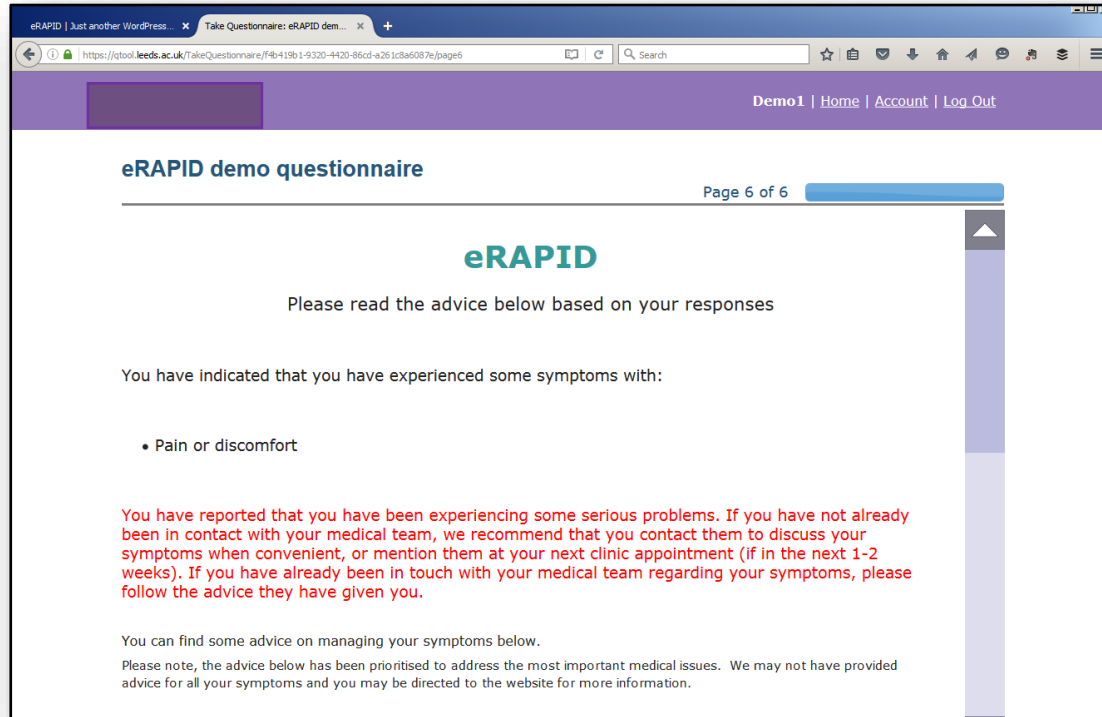 eRAPID | Just another WordPress...
Take Questionnaire: eRAPID dem...
https://qtool.leeds.ac.uk/TakeQuestionnaire/f4b419b1-9320-4420-86cd-a261c8a6087e/page6
Search
Demo1 | Home | Account | Log Out
eRAPID demo questionnaire
Page 6 of 6
eRAPID
Please read the advice below based on your responses
You have indicated that you have experienced some symptoms with:
• Pain or discomfort
You have reported that you have been experiencing some serious problems. If you have not already
been in contact with your medical team, we recommend that you contact them to discuss your
symptoms when convenient, or mention them at your next clinic appointment (if in the next 1-2
weeks). If you have already been in touch with your medical team regarding your symptoms, please
follow the advice they have given you.
You can find some advice on managing your symptoms below.
Please note, the advice below has been prioritised to address the most important medical issues. We may not have provided
advice for all your symptoms and you may be directed to the website for more information.